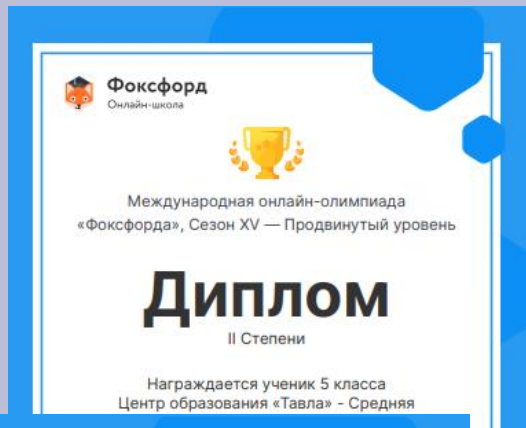 Фоксфорд
Онлайн-школа
Международная онлайн-олимпиада
«Фоксфорда», Сезон XV — Продвинутый уровень
Диплом
II Степени
Награждается ученик 5 класса
Центр образования «Тавла» - Средняя